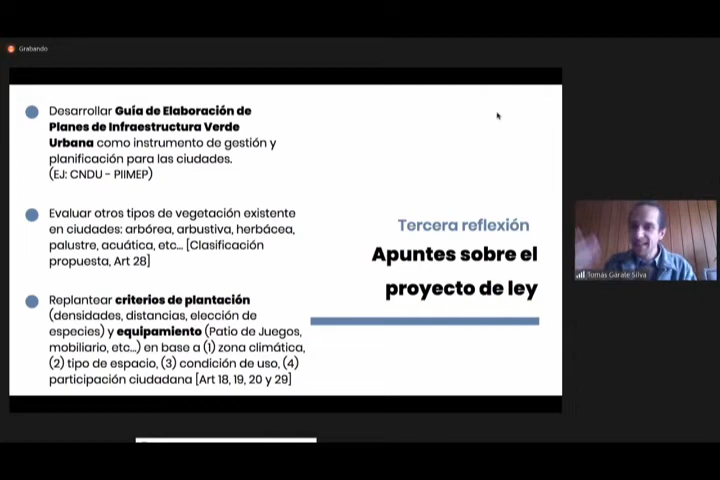 Grabando
Desarrollar Guía de Elaboración de
Planes de Infraestructura Verde
Urbana como instrumento de gestión y
planificación para las ciudades.
(EJ: CNDU - PIIMEP)
Evaluar otros tipos de vegetación existente
en ciudades: arbórea, arbustiva, herbácea,
palustre, acuática, etc... [Clasificación
propuesta, Art 28]
Replantear criterios de plantación
(densidades, distancias, elección de
especies) y equipamiento (Patio de Juegos,
mobiliario, etc...) en base a (1) zona climática,
(2) tipo de espacio, (3) condición de uso, (4)
participación ciudadana [Art 18, 19, 20 y 29]
Tercera reflexión
Apuntes sobre el
proyecto de ley
Tomás Gárate Silva